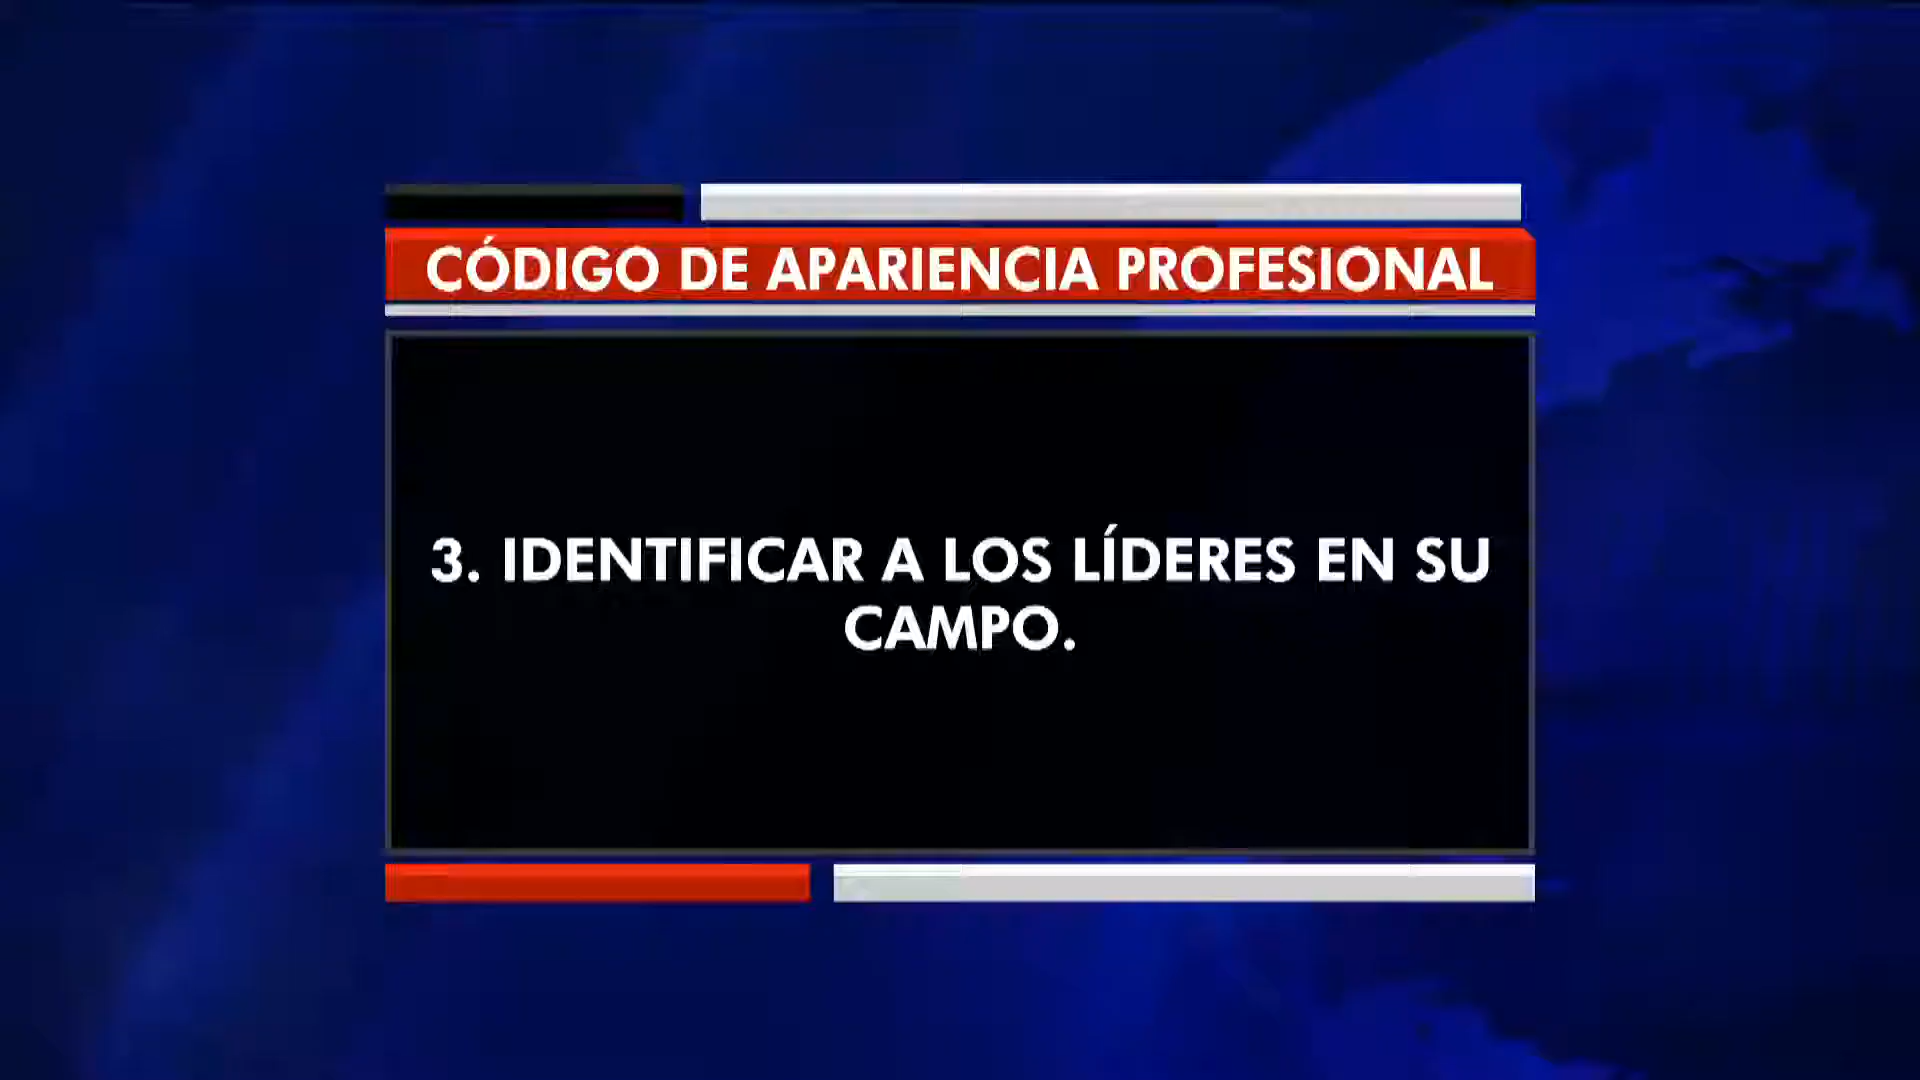 CÓDIGO DE APARIENCIA PROFESIONAL
3. IDENTIFICAR A LOS LÍDERES EN SU
CAMPO.